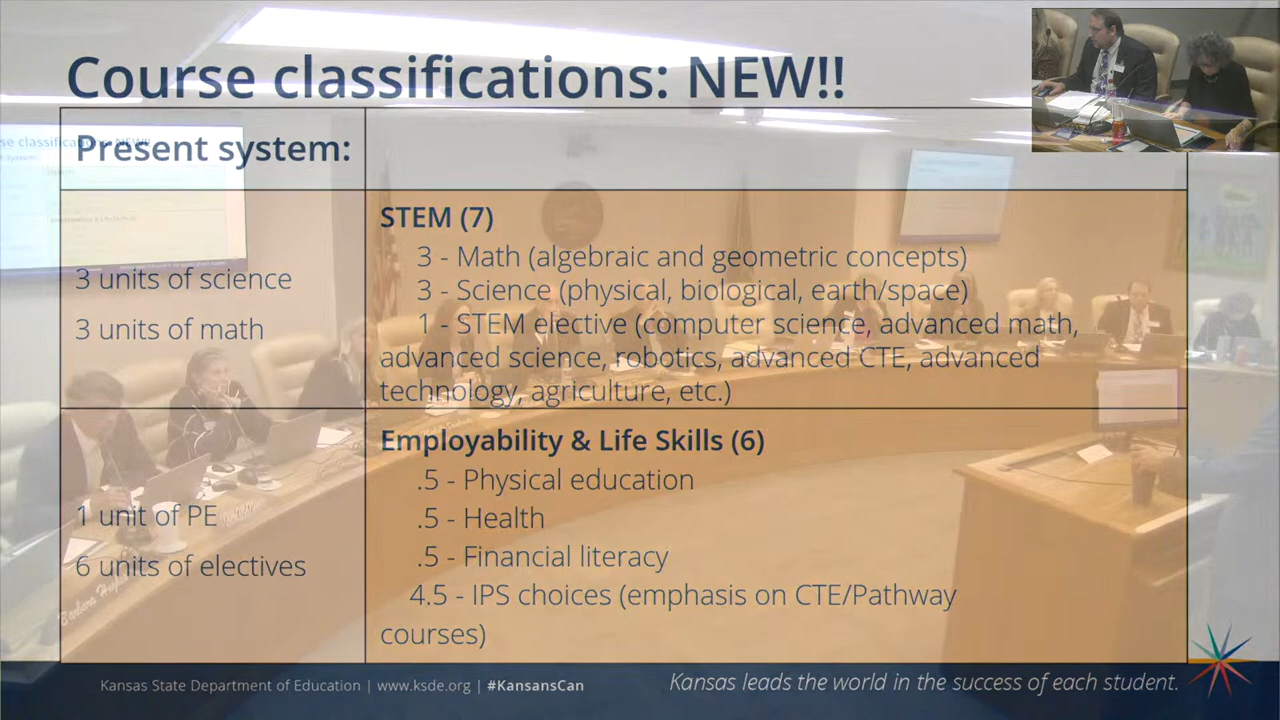 Course classifications: NEW!!
Present system:
3 units of science
3 units of math
STEM (7)
3 - Math (algebraic and geometric concepts)
3 - Science (physical, biological, earth/space)
1 - STEM elective (computer science, advanced math,
advanced science, robotics, advanced CTE, advanced
technology, agriculture, etc.)
1 unit of PE
6 units of electives
Employability & Life Skills (6)
.5 - Physical education
.5 - Health
.5 - Financial literacy
4.5 - IPS choices (emphasis on CTE/Pathway
courses)
Kansas State Department of Education | www.ksde.org | #KansansCan
Kansas leads the world in the success of each student.